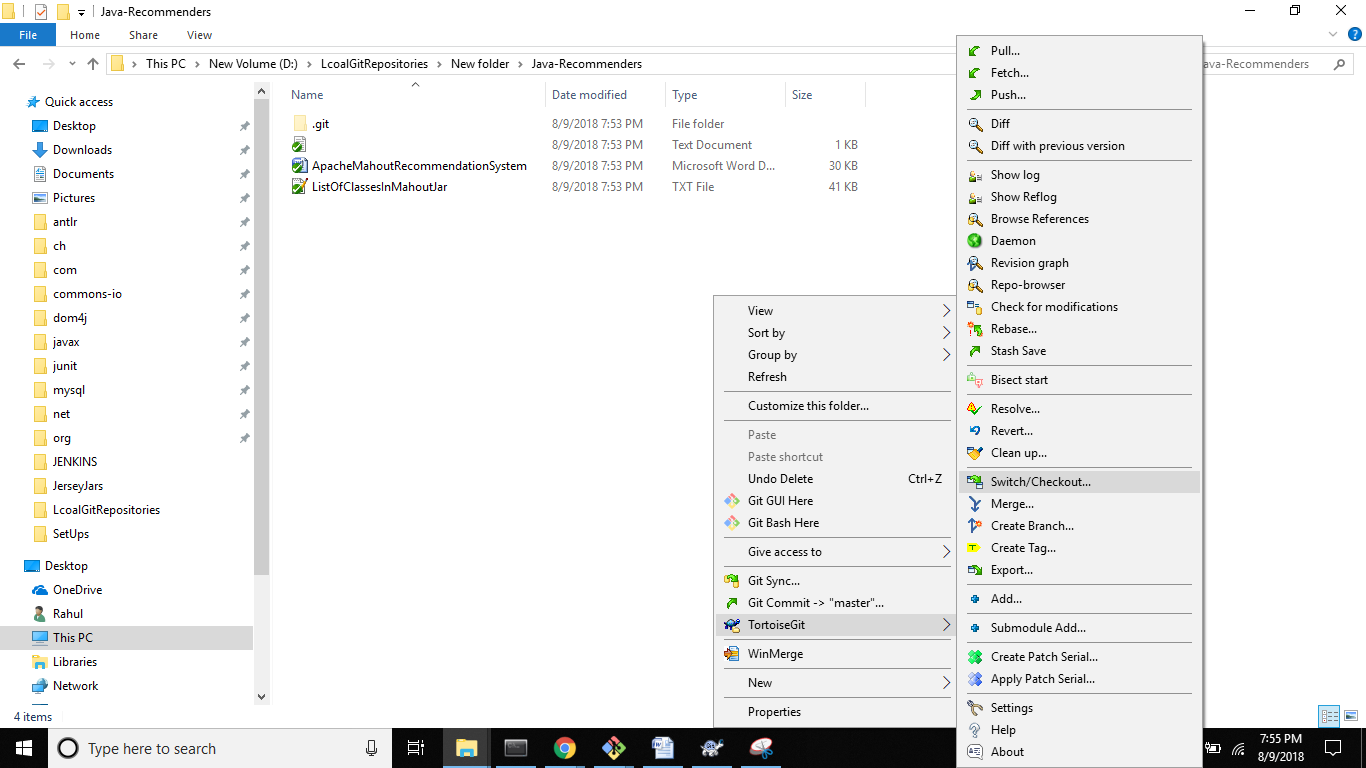 Java-Recommenders
File Home Share View
This PC New Volume (D:) LcoalGitRepositories New folder Java-Recommenders
ava-Recommenders
Quick access
Desktop
Downloads
Documents
Pictures
antlr
ch
com
commons-io
dom4j
javax
junit
mysql
net
org
JENKINS
JerseyJars
LcoalGitRepositories
SetUps
Desktop
OneDrive
Rahul
This PC
Libraries
Network
Name Date modified Type Size
.git 8/9/2018 7:53 PM File folder
8/9/2018 7:53 PM Text Document 1 KB
ApacheMahoutRecommendationSystem 8/9/2018 7:53 PM Microsoft Word D... 30 KB
ListOfClassesInMahoutJar 8/9/2018 7:53 PM TXT File 41 KB
View
Sort by
Group by
Refresh
Customize this folder...
Paste
Paste shortcut
Undo Delete Ctrl+Z
Git GUI Here
Git Bash Here
Give access to
Git Sync...
Git Commit -> "master"...
TortoiseGit
WinMerge
New
Properties
Pull...
Fetch...
Push...
Diff
Diff with previous version
Show log
Show Reflog
Browse References
Daemon
Revision graph
Repo-browser
Check for modifications
Rebase...
Stash Save
Bisect start
Resolve...
Revert...
Clean up...
Switch/Checkout...
Merge...
Create Branch...
Create Tag...
Export...
Add...
Submodule Add...
Create Patch Serial...
Apply Patch Serial...
Settings
Help
About
4 items
Type here to search
7:55 PM
8/9/2018